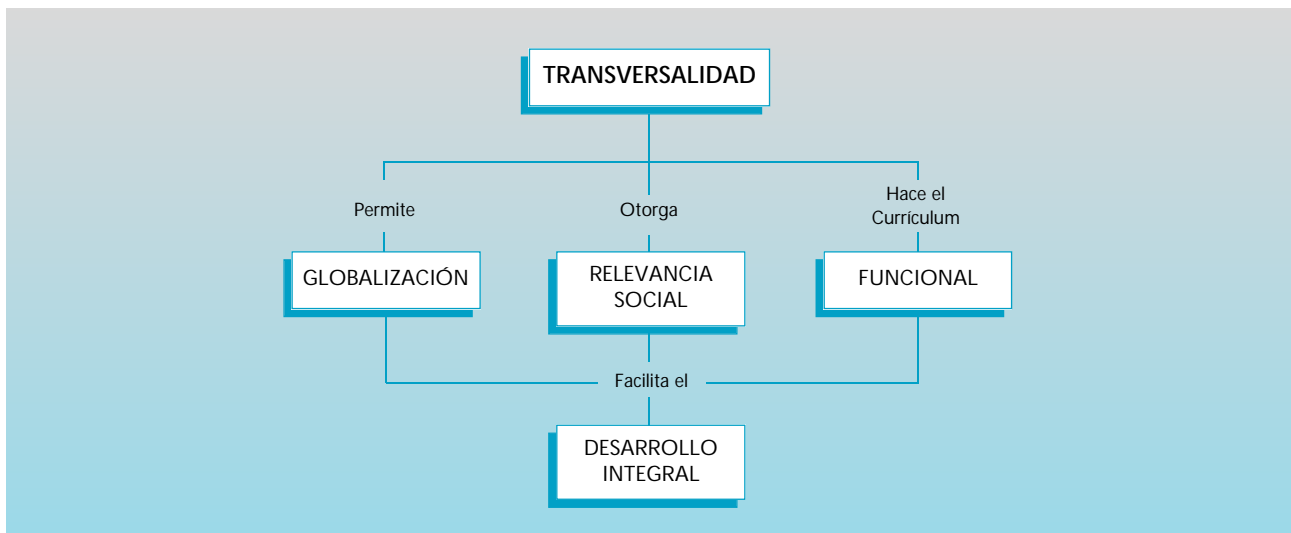 TRANSVERSALIDAD
Permite
Otorga
Hace el
Currículum
GLOBALIZACIÓN
RELEVANCIA
SOCIAL
FUNCIONAL
Facilita el
DESARROLLO
INTEGRAL